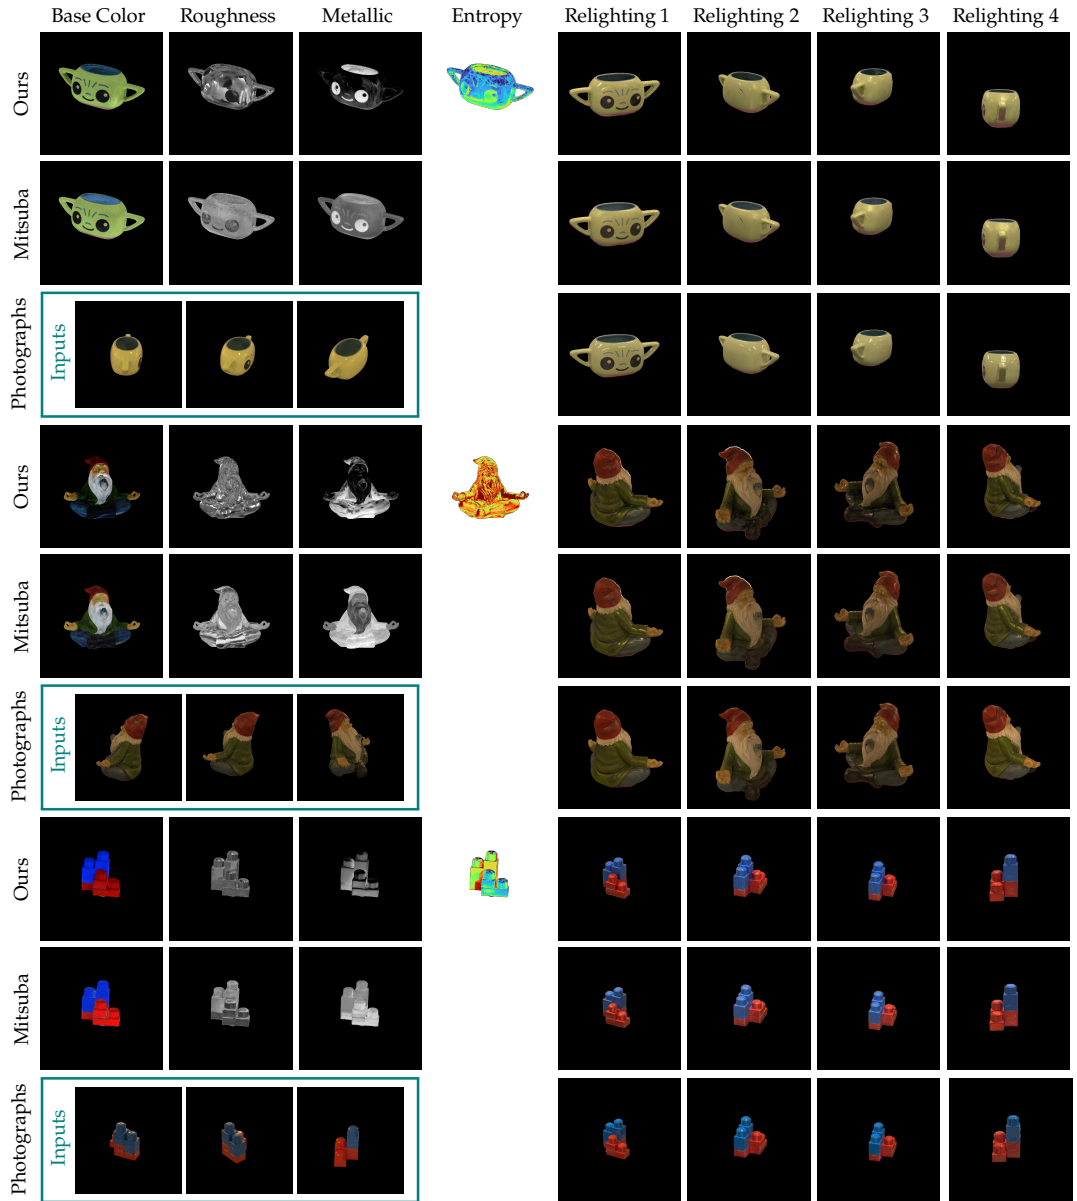 Base Color Roughness Metallic Entropy Relighting 1 Relighting 2 Relighting 3 Relighting 4
Ours
Mitsuba
Photographs
Inputs
Ours
Mitsuba
Photographs
Inputs
Ours
Mitsuba
Photographs
Inputs